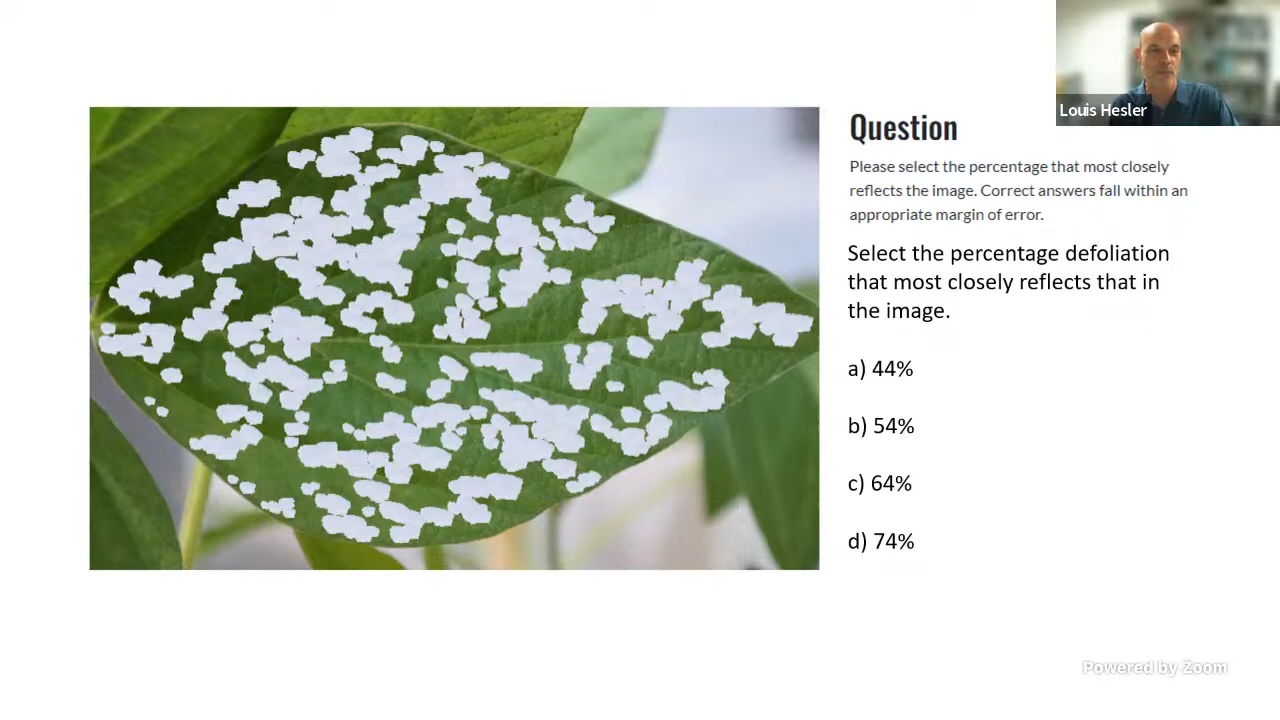 Louis Hesler
Question
Please select the percentage that most closely
reflects the image. Correct answers fall within an
appropriate margin of error.
Select the percentage defoliation
that most closely reflects that in
the image.
a) 44%
b) 54%
c) 64%
d) 74%
Powered by Zoom